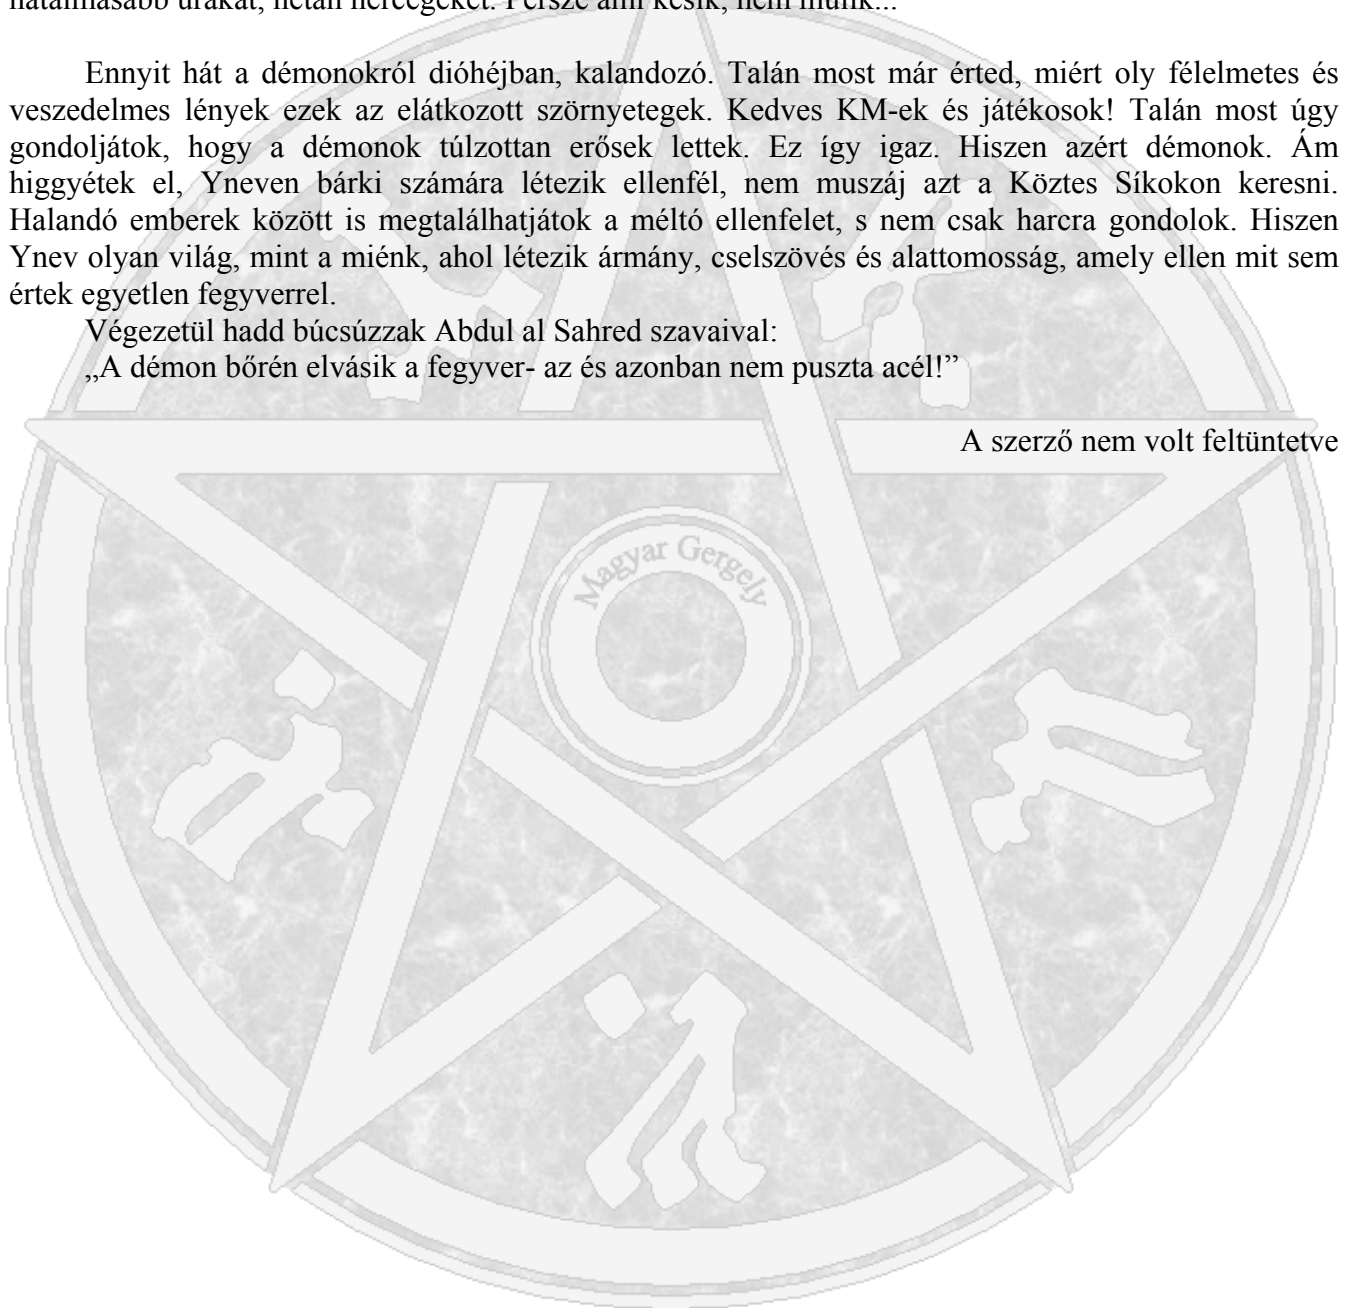 hatalmasabb urakat, netán hercegeket. Persze ami késik, nem múlik...
Ennyit hát a démonokról dióhéjban, kalandozó. Talán most már érted, miért oly félelmetes és
veszedelmes lények ezek az elátkozott szörnyetegek. Kedves KM-ek és játékosok! Talán most úgy
gondoljátok, hogy a démonok túlzottan erősek lettek. Ez így igaz. Hiszen azért démonok. Ám
higgyétek el, Yneven bárki számára létezik ellenfél, nem muszáj azt a Köztes Síkokon keresni.
Halandó emberek között is megtalálhatjátok a méltó ellenfelet, s nem csak harcra gondolok. Hiszen
Ynev olyan világ, mint a miénk, ahol létezik ármány, cselszövés és alattomosság, amely ellen mit sem
értek egyetlen fegyverrel.
Végezetül hadd búcsúzzak Abdul al Sahred szavaival:
„A démon bőrén elvásik a fegyver- az és azonban nem puszta acél!”
A szerző nem volt feltüntetve
Magyar Gergely